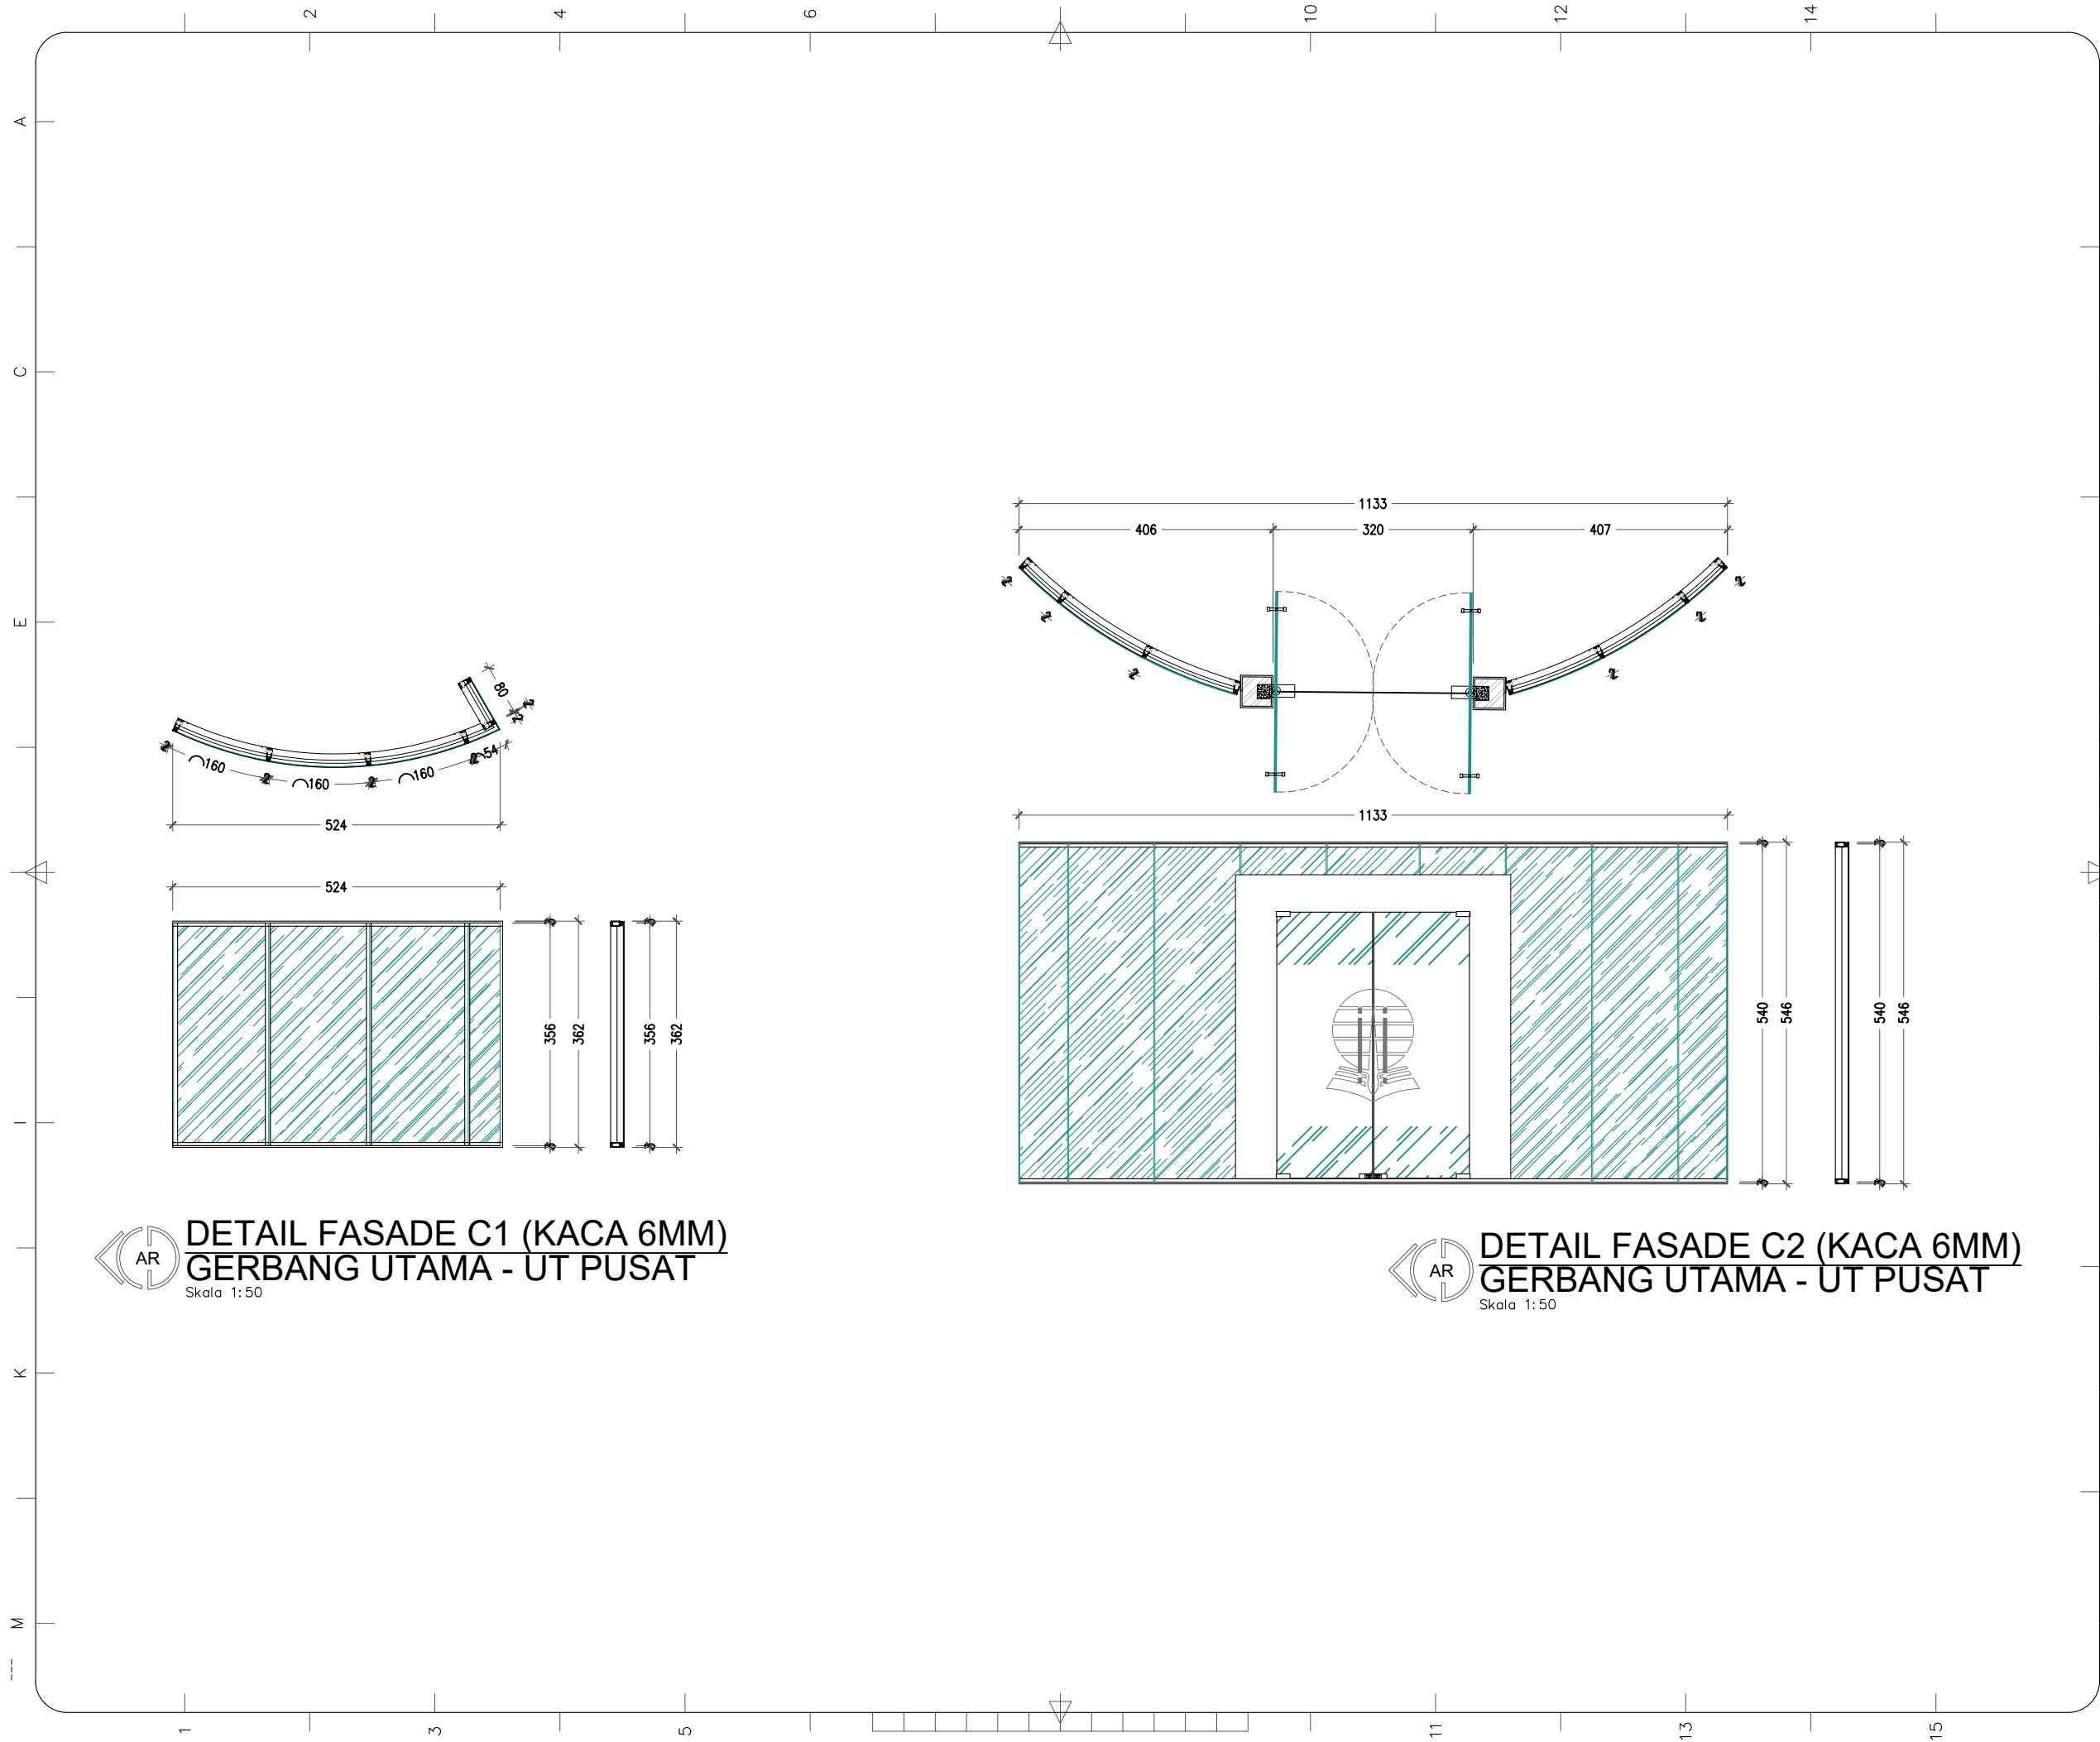 2
4
6
10
12
14
A
C
E
I
K
M
1133
406
320
407
80
160
160
160
54
524
1133
524
356
362
356
362
540
546
540
546
AR
DETAIL FASADE C1 (KACA 6MM)
GERBANG UTAMA - UT PUSAT
Skala 1:50
AR
DETAIL FASADE C2 (KACA 6MM)
GERBANG UTAMA - UT PUSAT
Skala 1:50
---
1
3
5
11
13
15